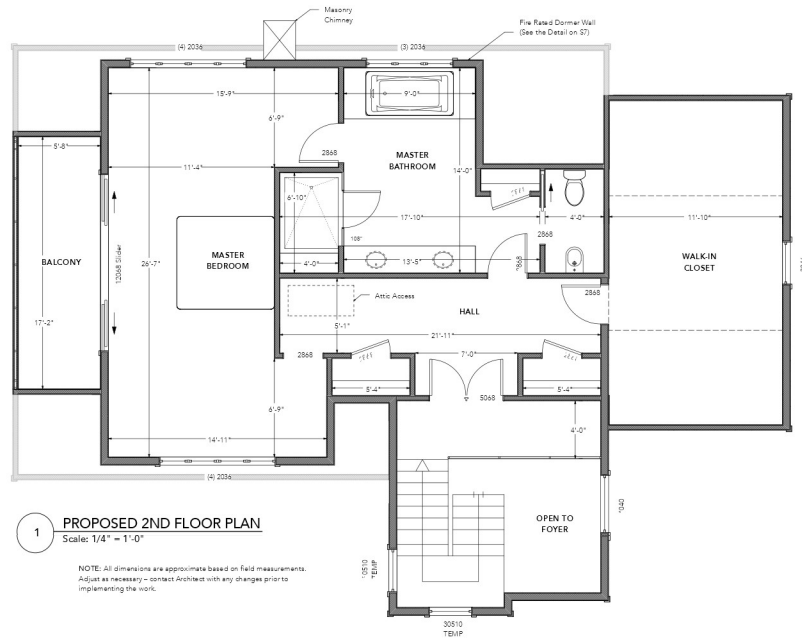 Masonry
Chimney
Fire Rated Dormer Wall
(See the Detail on S7)
(4) 2036
(3) 2036
15'-9"
9'-0"
6'-9"
5'-8"
2868
MASTER
BATHROOM
14'-0"
11'-4"
6'-10"
17'-10"
4'-0"
11'-10"
108"
2868
12068 Slider
BALCONY
26'-7"
MASTER
BEDROOM
4'-0"
13'-5"
2868
WALK-IN
CLOSET
Attic Access
2868
HALL
17'-2"
5'-1"
21'-11"
2868
7'-0"
5'-4"
5'-4"
5068
6'-9"
4'-0"
14'-11"
(4) 2036
1
PROPOSED 2ND FLOOR PLAN
Scale: 1/4" = 1'-0"
OPEN TO
FOYER
NOTE: All dimensions are approximate based on field measurements.
Adjust as necessary – contact Architect with any changes prior to
implementing the work.
TEMP
30510
TEMP